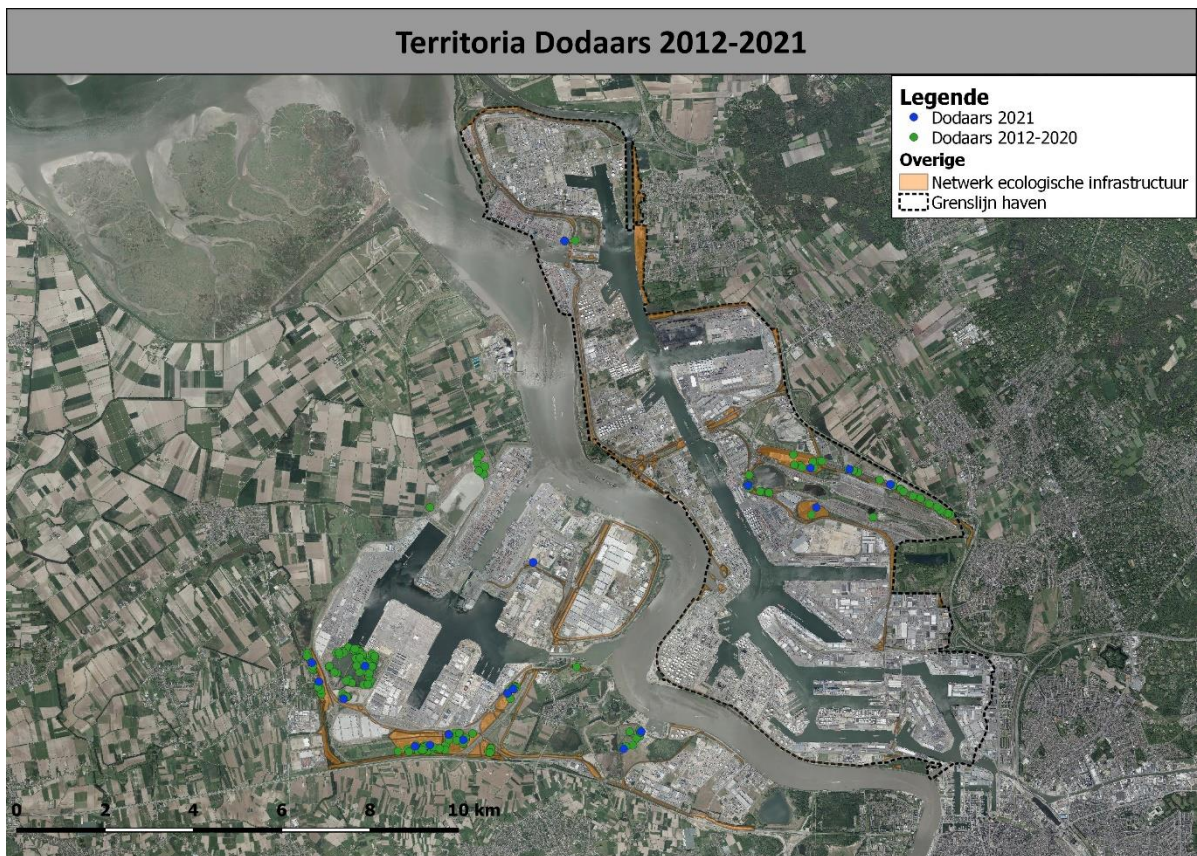 Territoria Dodaars 2012-2021
Legende
Dodaars 2021
Dodaars 2012-2020
Overige
Netwerk ecologische infrastructuur
Grenslijn haven
0 2 4 6 8 10 km